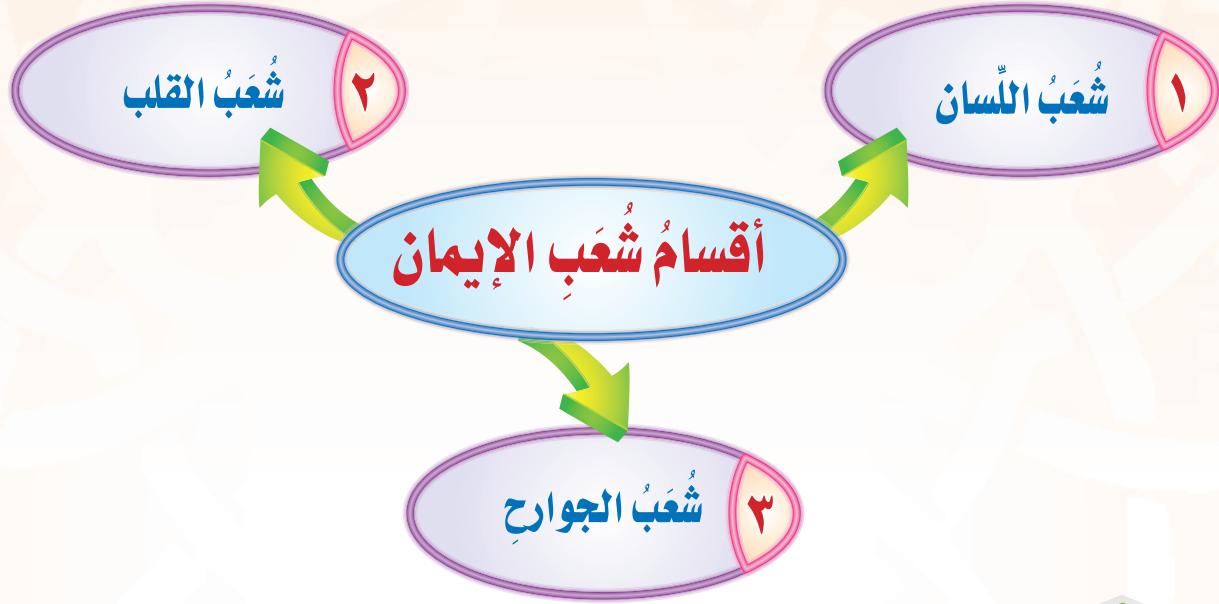 ١ شُعَبُ اللِّسان
٢ شُعَبُ القلب
أقسامُ شُعَبِ الإيمان
٣ شُعَبُ الجوارحِ